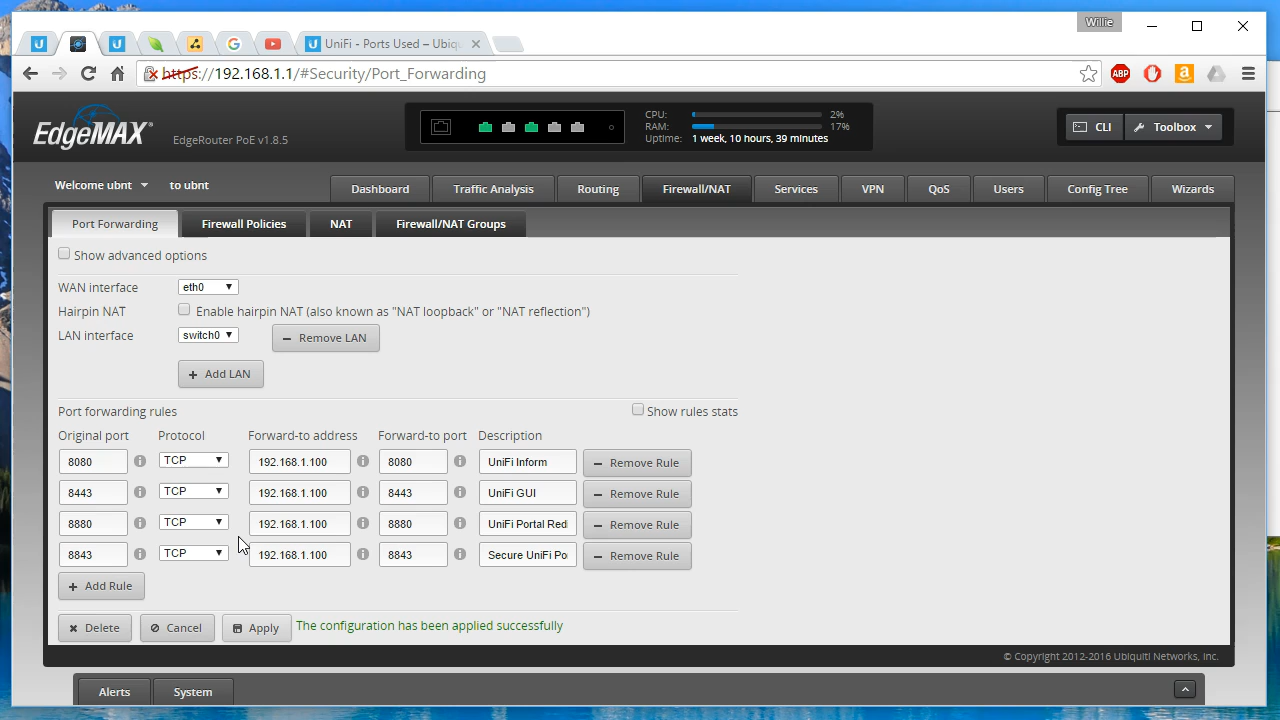 Willie
UniFi - Ports Used – Ubiqu
https://192.168.1.1/#Security/Port_Forwarding
ABP
EdgeMAX
EdgeRouter PoE v1.8.5
CPU: 2%
RAM: 17%
Uptime: 1 week, 10 hours, 39 minutes
CLI
Toolbox
Welcome ubnt to ubnt
Dashboard Traffic Analysis Routing Firewall/NAT Services VPN QoS Users Config Tree Wizards
Port Forwarding Firewall Policies NAT Firewall/NAT Groups
Show advanced options
WAN interface eth0
Hairpin NAT Enable hairpin NAT (also known as "NAT loopback" or "NAT reflection")
LAN interface switch0 Remove LAN
Add LAN
Port forwarding rules Show rules stats
Original port Protocol Forward-to address Forward-to port Description
8080 TCP 192.168.1.100 8080 UniFi Inform Remove Rule
8443 TCP 192.168.1.100 8443 UniFi GUI Remove Rule
8880 TCP 192.168.1.100 8880 UniFi Portal Redi Remove Rule
8843 TCP 192.168.1.100 8843 Secure UniFi Po Remove Rule
Add Rule
Delete Cancel Apply The configuration has been applied successfully
© Copyright 2012-2016 Ubiquiti Networks, Inc.
Alerts System